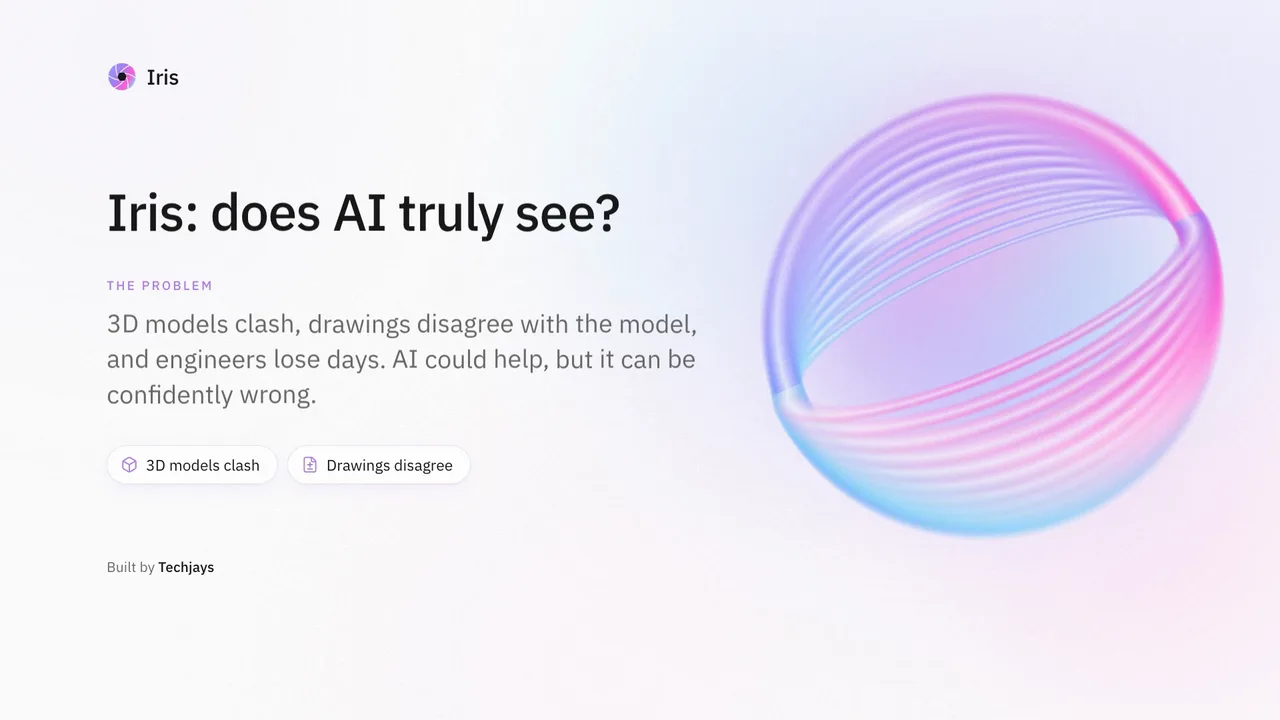 Iris
Iris: does AI truly see?
THE PROBLEM
3D models clash, drawings disagree with the model,
and engineers lose days. AI could help, but it can be
confidently wrong.
3D models clash
Drawings disagree
Built by Techjays